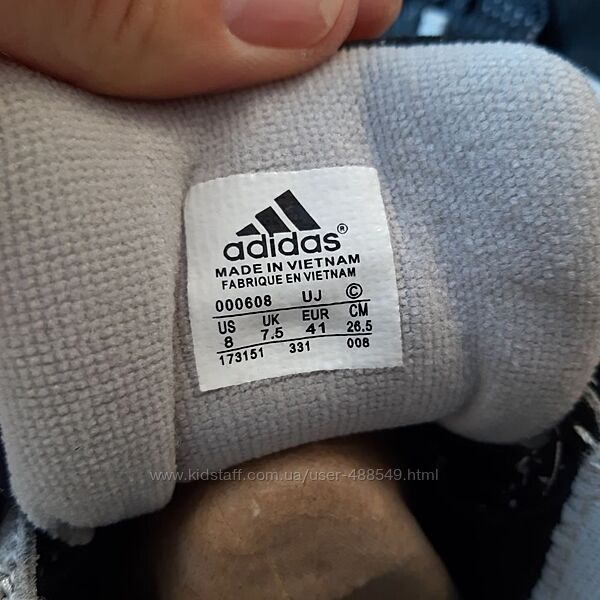 adidas®
MADE IN VIETNAM
FABRIQUE EN VIETNAM
000608 UJ ©
US UK EUR CM
8 7.5 41 26.5
173151 331 008
www.kidstaff.com.ua/user-488549.html